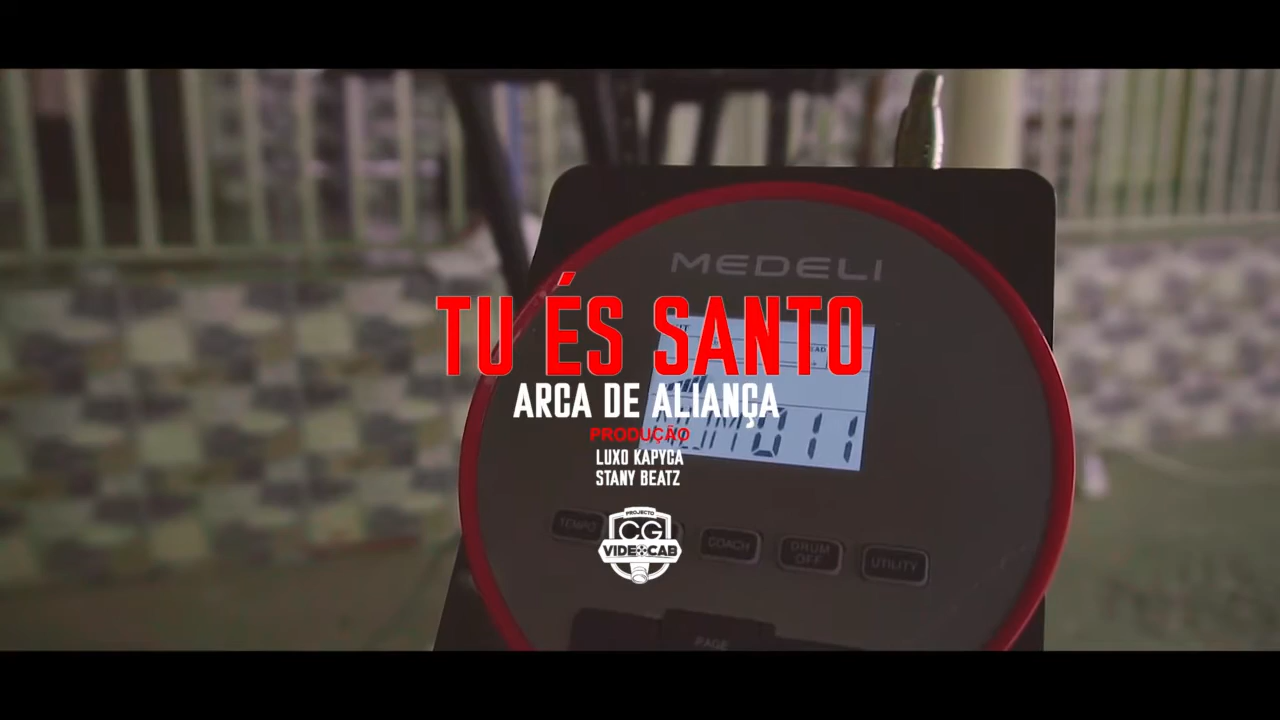 MEDELI
TU ÉS SANTO
ARCA DE ALIANÇA
011
PRODUÇÃO
LUXO KAPYCA
STANY BEATZ
PROJECTO
CG
VIDEOCAB
TEMPO
COACH
DRUM OFF
UTILITY
PAGE